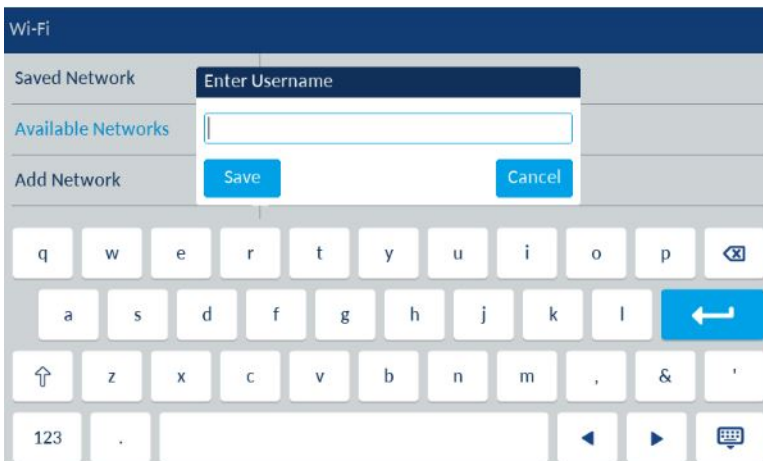 Wi-Fi
Saved Network
Enter Username
Available Networks
Add Network
Save Cancel
q w e r t y u i o p
a s d f g h j k l
z x c v b n m , & '
123 .